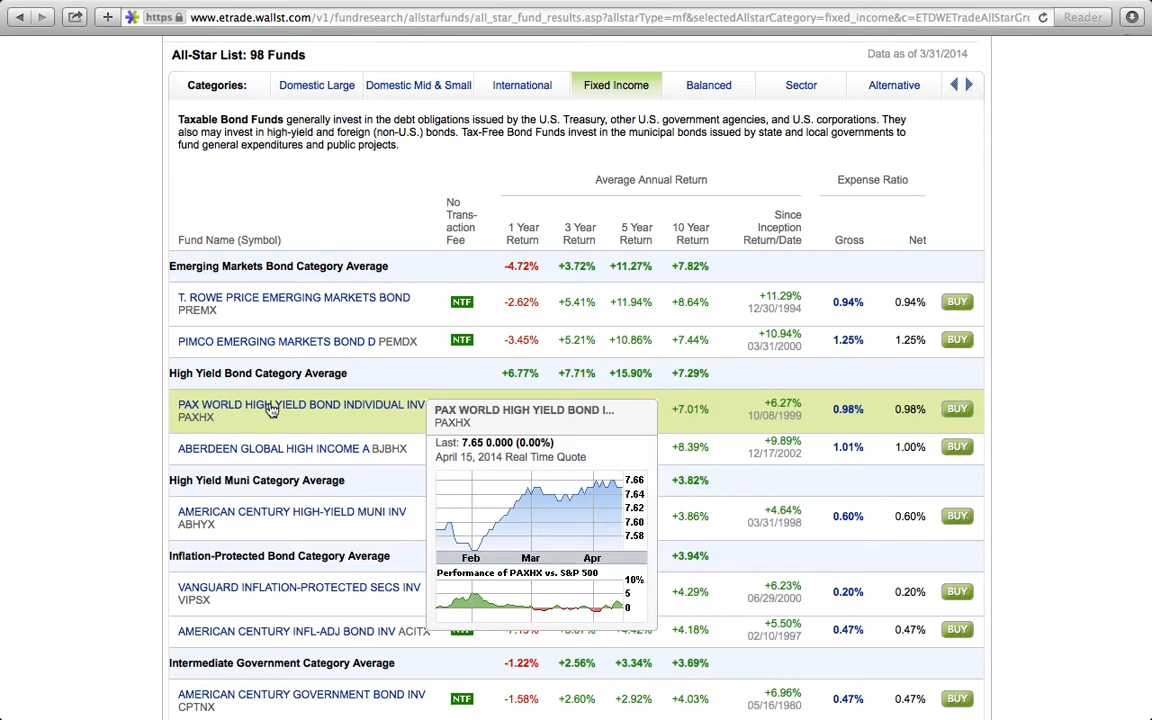 https www.etrade.wallst.com/v1/fundresearch/allstarfunds/all_star_fund_results.asp?allstarType=mf&selectedAllstarCategory=fixed_income&c=ETDWETradeAllStarGr Reader
All-Star List: 98 Funds Data as of 3/31/2014
Categories: Domestic Large Domestic Mid & Small International Fixed Income Balanced Sector Alternative
Taxable Bond Funds generally invest in the debt obligations issued by the U.S. Treasury, other U.S. government agencies, and U.S. corporations. They
also may invest in high-yield and foreign (non-U.S.) bonds. Tax-Free Bond Funds invest in the municipal bonds issued by state and local governments to
fund general expenditures and public projects.
Average Annual Return Expense Ratio
No
Trans-
action
Fee
Fund Name (Symbol)
1 Year
Return
3 Year
Return
5 Year
Return
10 Year
Return
Since
Inception
Return/Date
Gross Net
Emerging Markets Bond Category Average -4.72% +3.72% +11.27% +7.82%
T. ROWE PRICE EMERGING MARKETS BOND
PREMX NTF -2.62% +5.41% +11.94% +8.64% +11.29%
12/30/1994 0.94% 0.94% BUY
PIMCO EMERGING MARKETS BOND D PEMDX NTF -3.45% +5.21% +10.86% +7.44% +10.94%
03/31/2000 1.25% 1.25% BUY
High Yield Bond Category Average +6.77% +7.71% +15.90% +7.29%
PAX WORLD HIGH YIELD BOND INDIVIDUAL INV
PAXHX +7.01% +6.27%
10/08/1999 0.98% 0.98% BUY
PAX WORLD HIGH YIELD BOND I...
PAXHX
Last: 7.65 0.000 (0.00%)
April 15, 2014 Real Time Quote
7.66
7.64
7.62
7.60
7.58
Feb Mar Apr
Performance of PAXHX vs. S&P 500
10%
5
0
ABERDEEN GLOBAL HIGH INCOME A BJBHX +8.39% +9.89%
12/17/2002 1.01% 1.00% BUY
High Yield Muni Category Average +3.82%
AMERICAN CENTURY HIGH-YIELD MUNI INV
ABHYX +3.86% +4.64%
03/31/1998 0.60% 0.60% BUY
Inflation-Protected Bond Category Average +3.94%
VANGUARD INFLATION-PROTECTED SECS INV
VIPSX +4.29% +6.23%
06/29/2000 0.20% 0.20% BUY
AMERICAN CENTURY INFL-ADJ BOND INV ACITX +4.18% +5.50%
02/10/1997 0.47% 0.47% BUY
Intermediate Government Category Average -1.22% +2.56% +3.34% +3.69%
AMERICAN CENTURY GOVERNMENT BOND INV
CPTNX NTF -1.58% +2.60% +2.92% +4.03% +6.96%
05/16/1980 0.47% 0.47% BUY